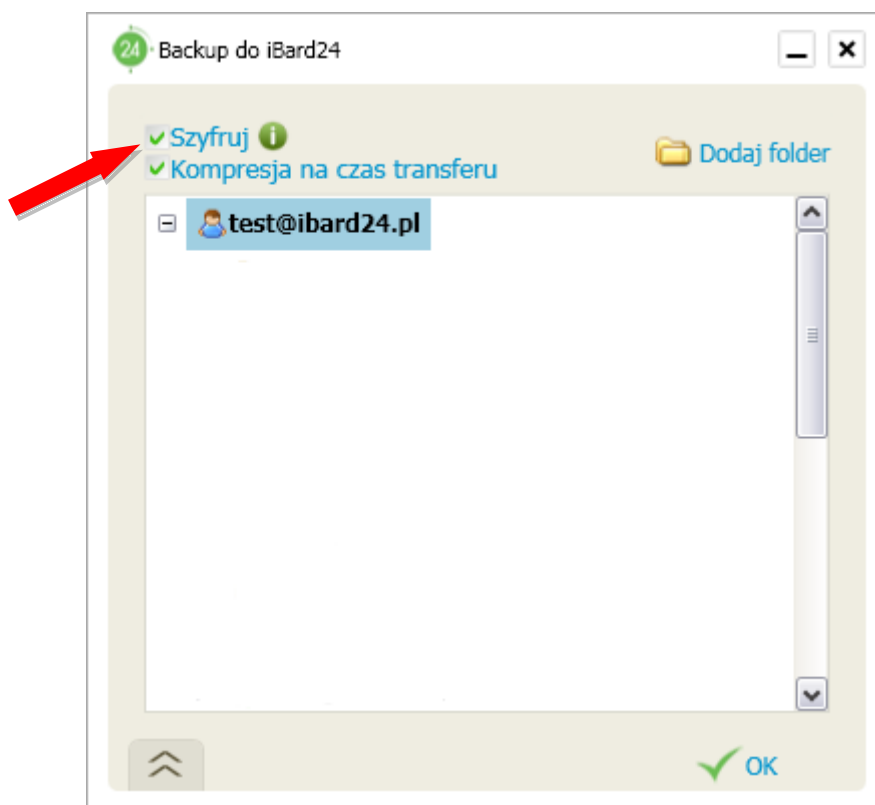 24 Backup do iBard24
Szyfruj i
Kompresja na czas transferu
Dodaj folder
test@ibard24.pl
OK